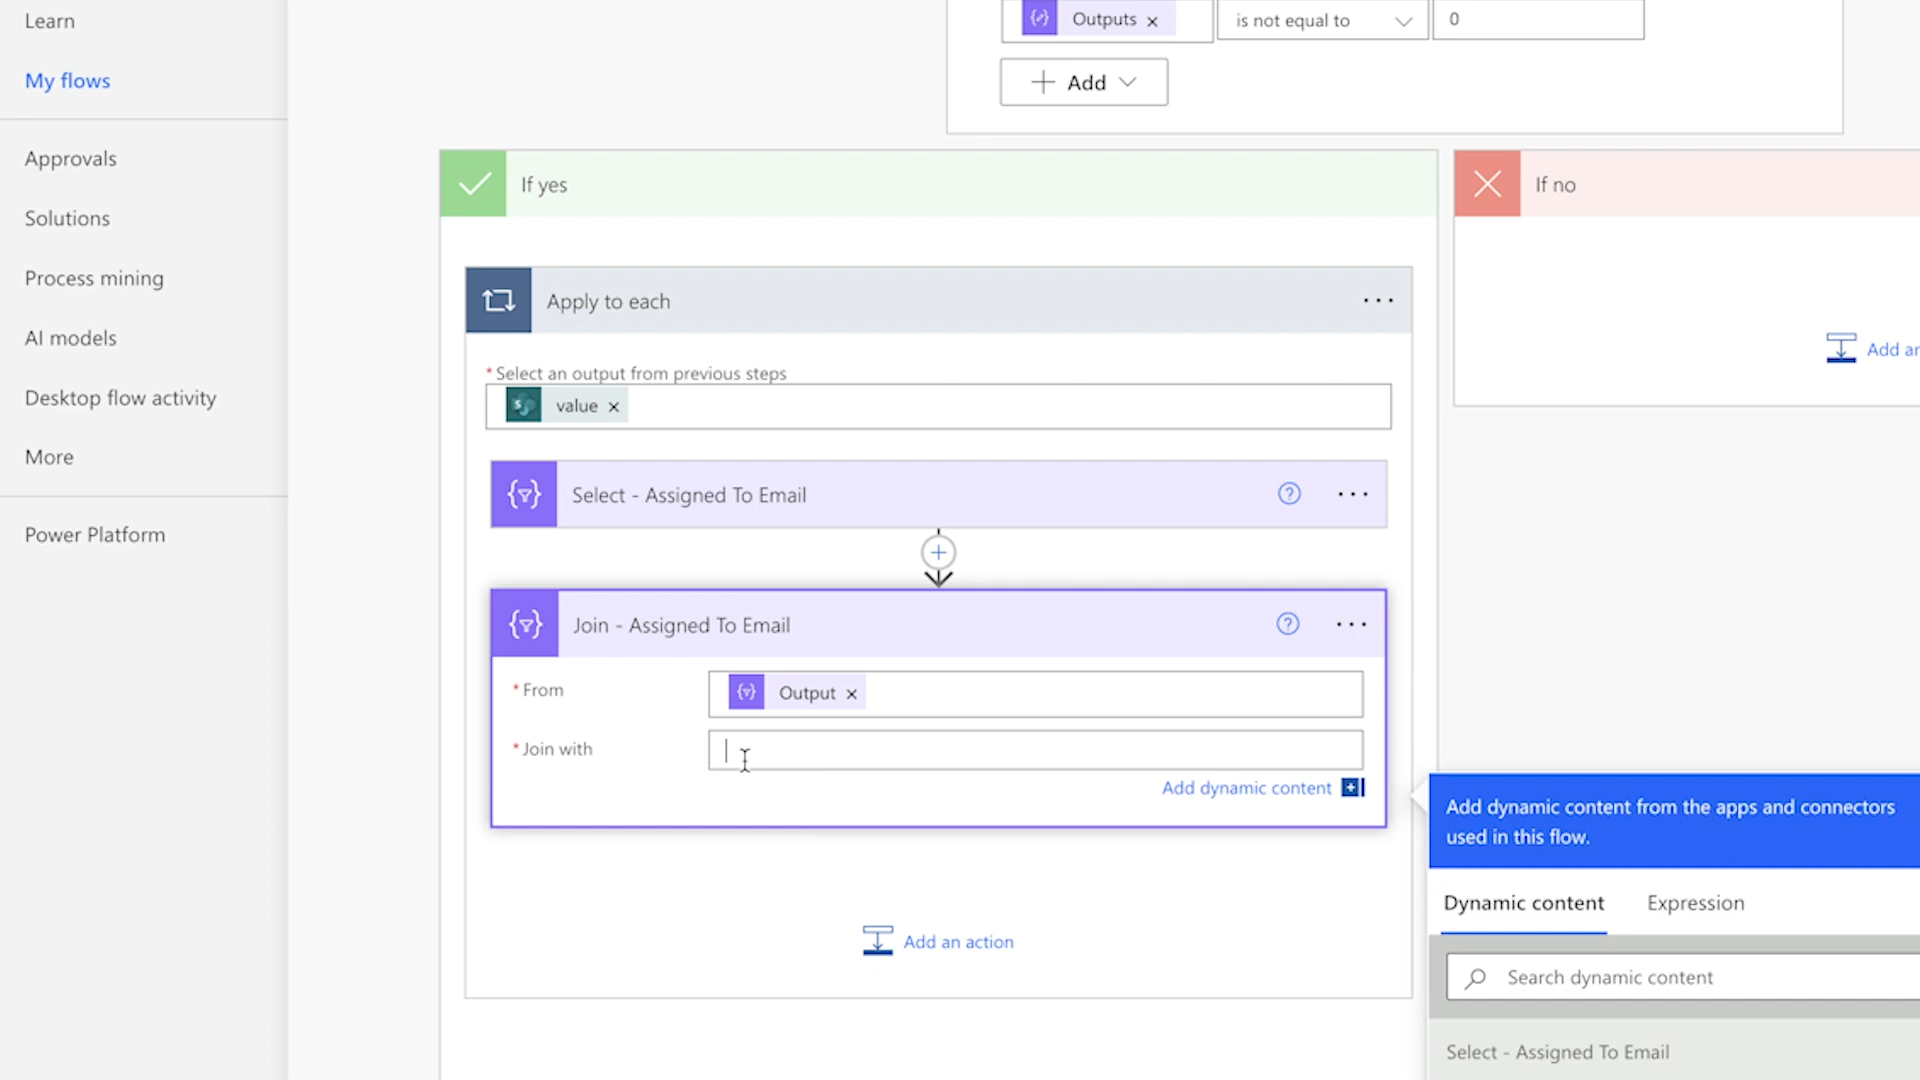 Learn
My flows
Approvals
Solutions
Process mining
AI models
Desktop flow activity
More
Power Platform
Outputs
is not equal to
0
Add
If yes
If no
Apply to each
* Select an output from previous steps
value
Select - Assigned To Email
Join - Assigned To Email
* From
Output
* Join with
Add dynamic content
Add an action
Add
Add dynamic content from the apps and connectors
used in this flow.
Dynamic content
Expression
Search dynamic content
Select - Assigned To Email